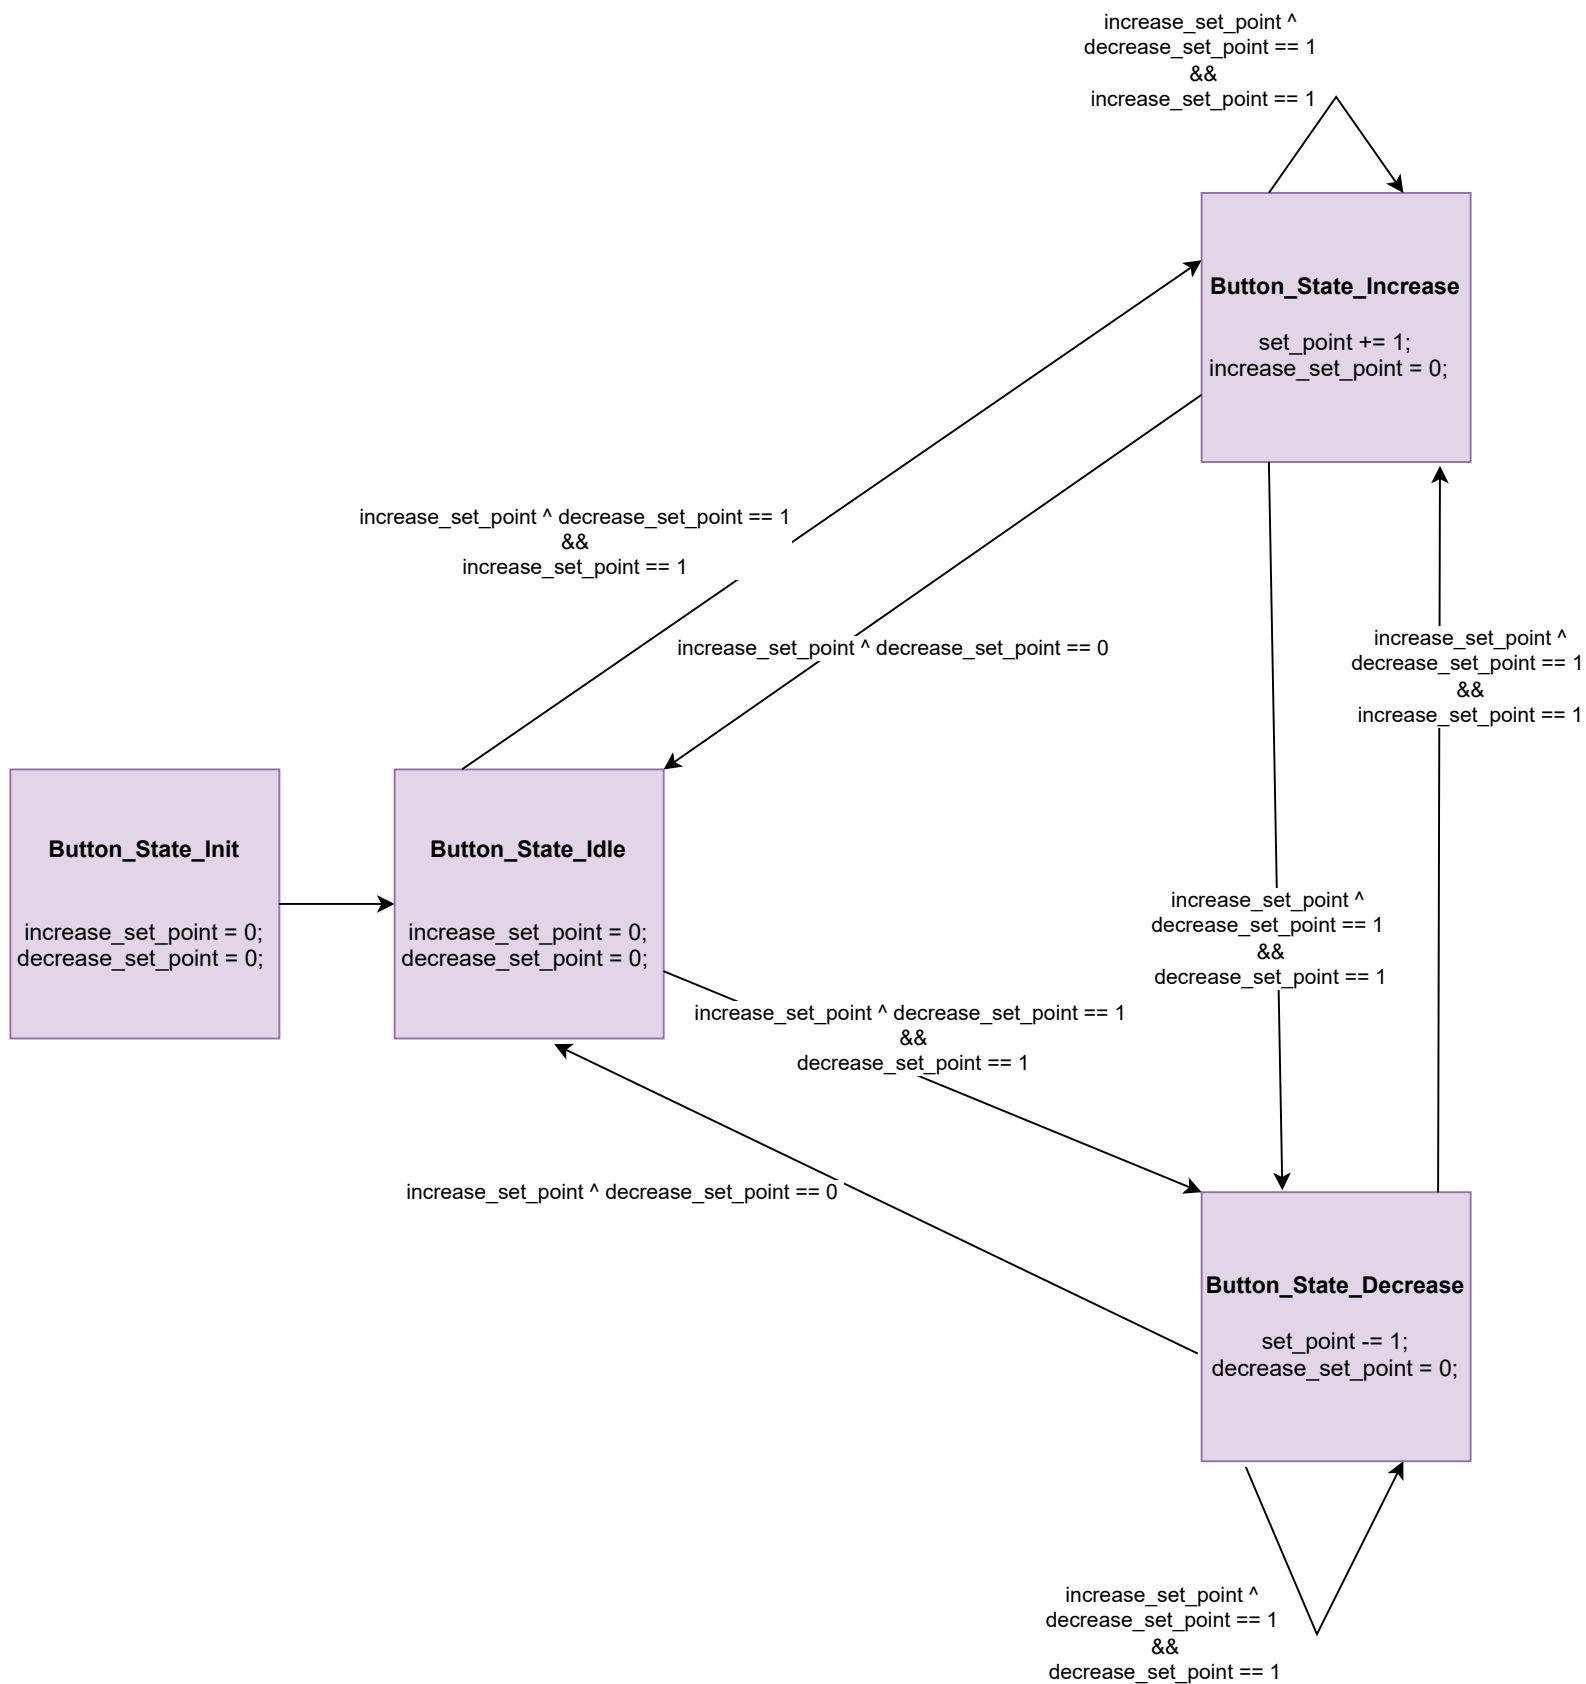 increase_set_point ^
decrease_set_point == 1
&&
increase_set_point == 1
Button_State_Increase
set_point += 1;
increase_set_point = 0;
increase_set_point ^ decrease_set_point == 1
&&
increase_set_point == 1
increase_set_point ^ decrease_set_point == 0
increase_set_point ^
decrease_set_point == 1
&&
increase_set_point == 1
Button_State_Init
increase_set_point = 0;
decrease_set_point = 0;
Button_State_Idle
increase_set_point = 0;
decrease_set_point = 0;
increase_set_point ^
decrease_set_point == 1
&&
decrease_set_point == 1
increase_set_point ^ decrease_set_point == 1
&&
decrease_set_point == 1
increase_set_point ^ decrease_set_point == 0
Button_State_Decrease
set_point -= 1;
decrease_set_point = 0;
increase_set_point ^
decrease_set_point == 1
&&
decrease_set_point == 1